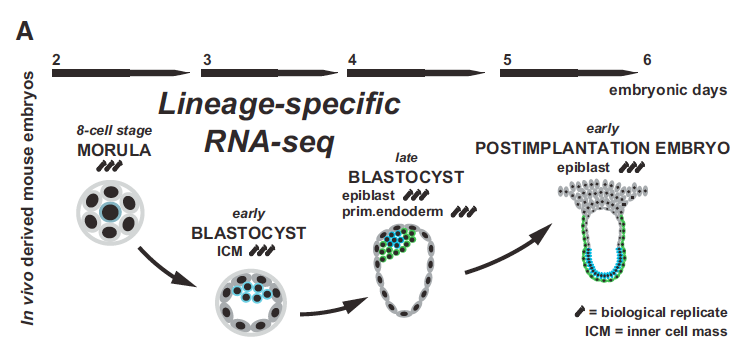 A
2 3 4 5 6
embryonic days
In vivo derived mouse embryos
Lineage-specific
RNA-seq
8-cell stage
MORULA
early
BLASTOCYST
ICM
late
BLASTOCYST
epiblast
prim.endoderm
early
POSTIMPLANTATION EMBRYO
epiblast
= biological replicate
ICM = inner cell mass